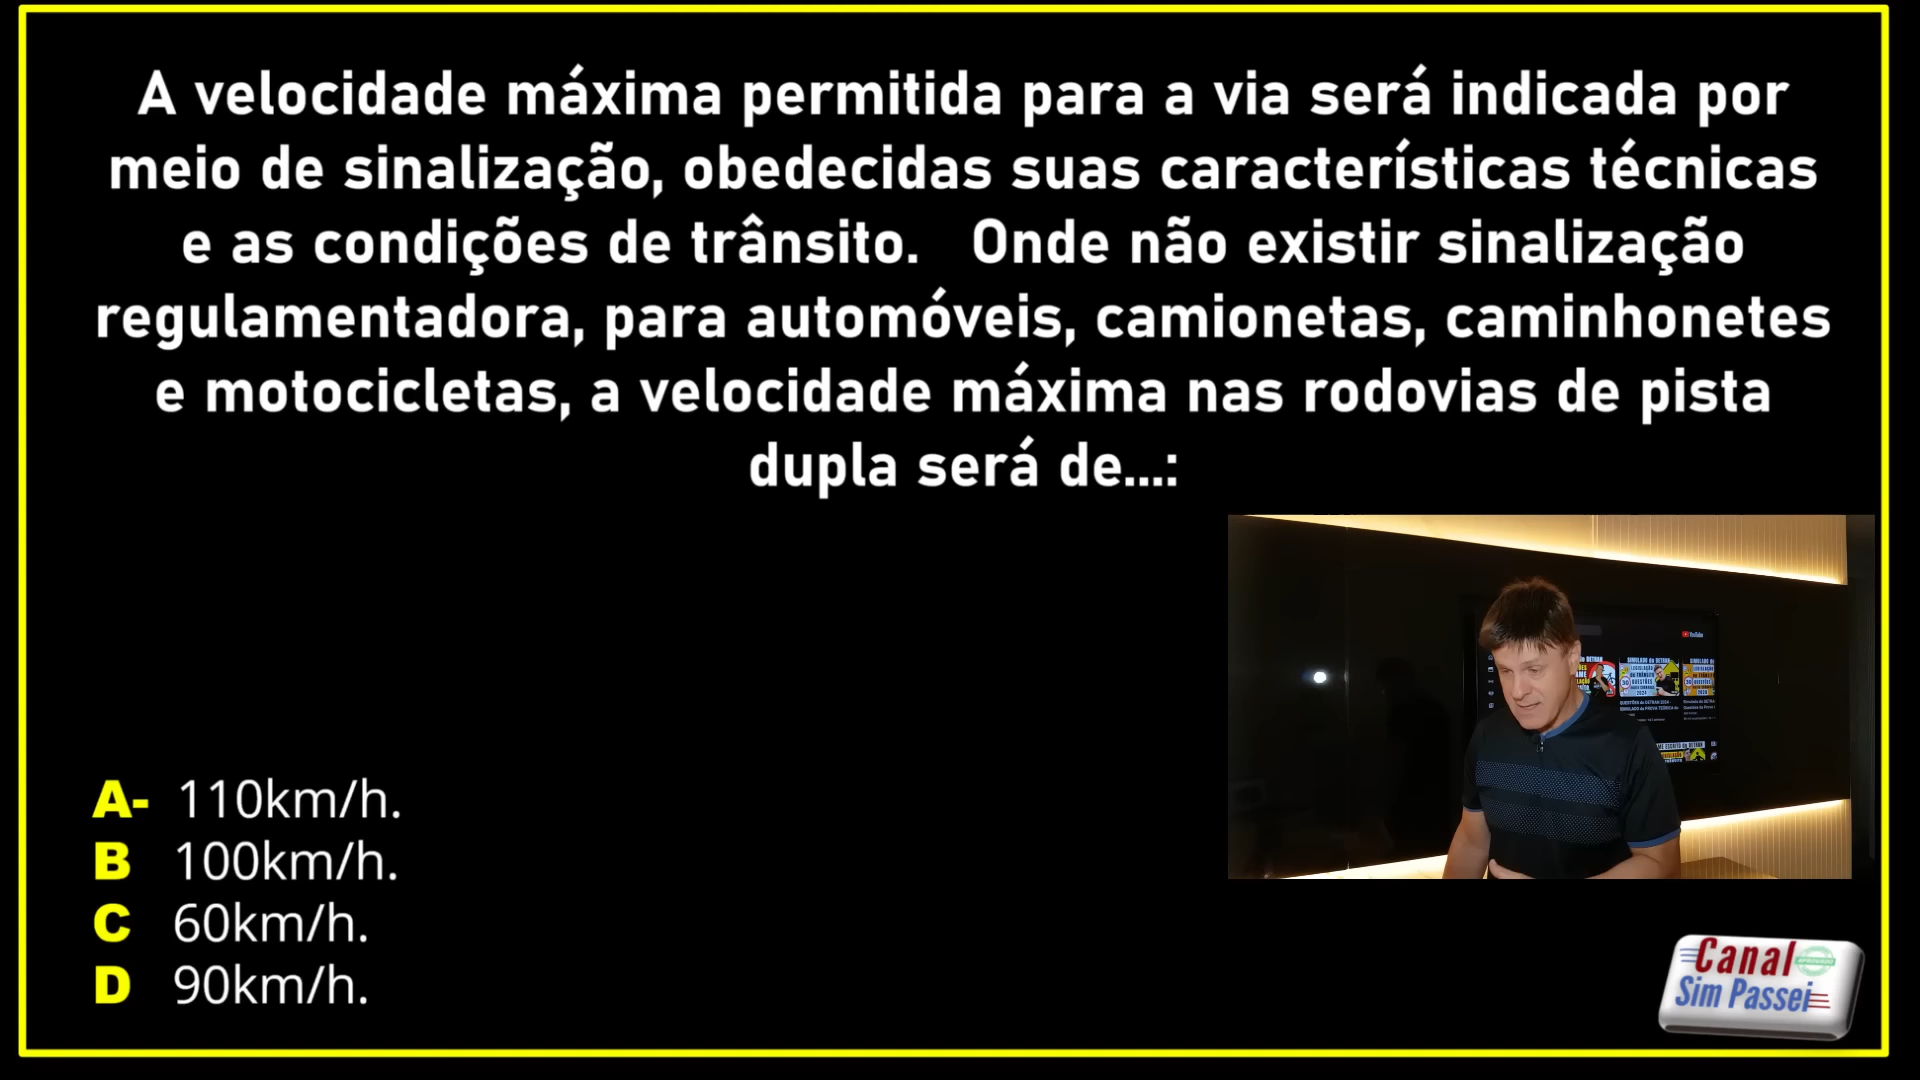 A velocidade máxima permitida para a via será indicada por
meio de sinalização, obedecidas suas características técnicas
e as condições de trânsito. Onde não existir sinalização
regulamentadora, para automóveis, camionetas, caminhonetes
e motocicletas, a velocidade máxima nas rodovias de pista
dupla será de...:
YouTube
A- 110km/h.
B 100km/h.
C 60km/h.
D 90km/h.
Canal
Sim Passei